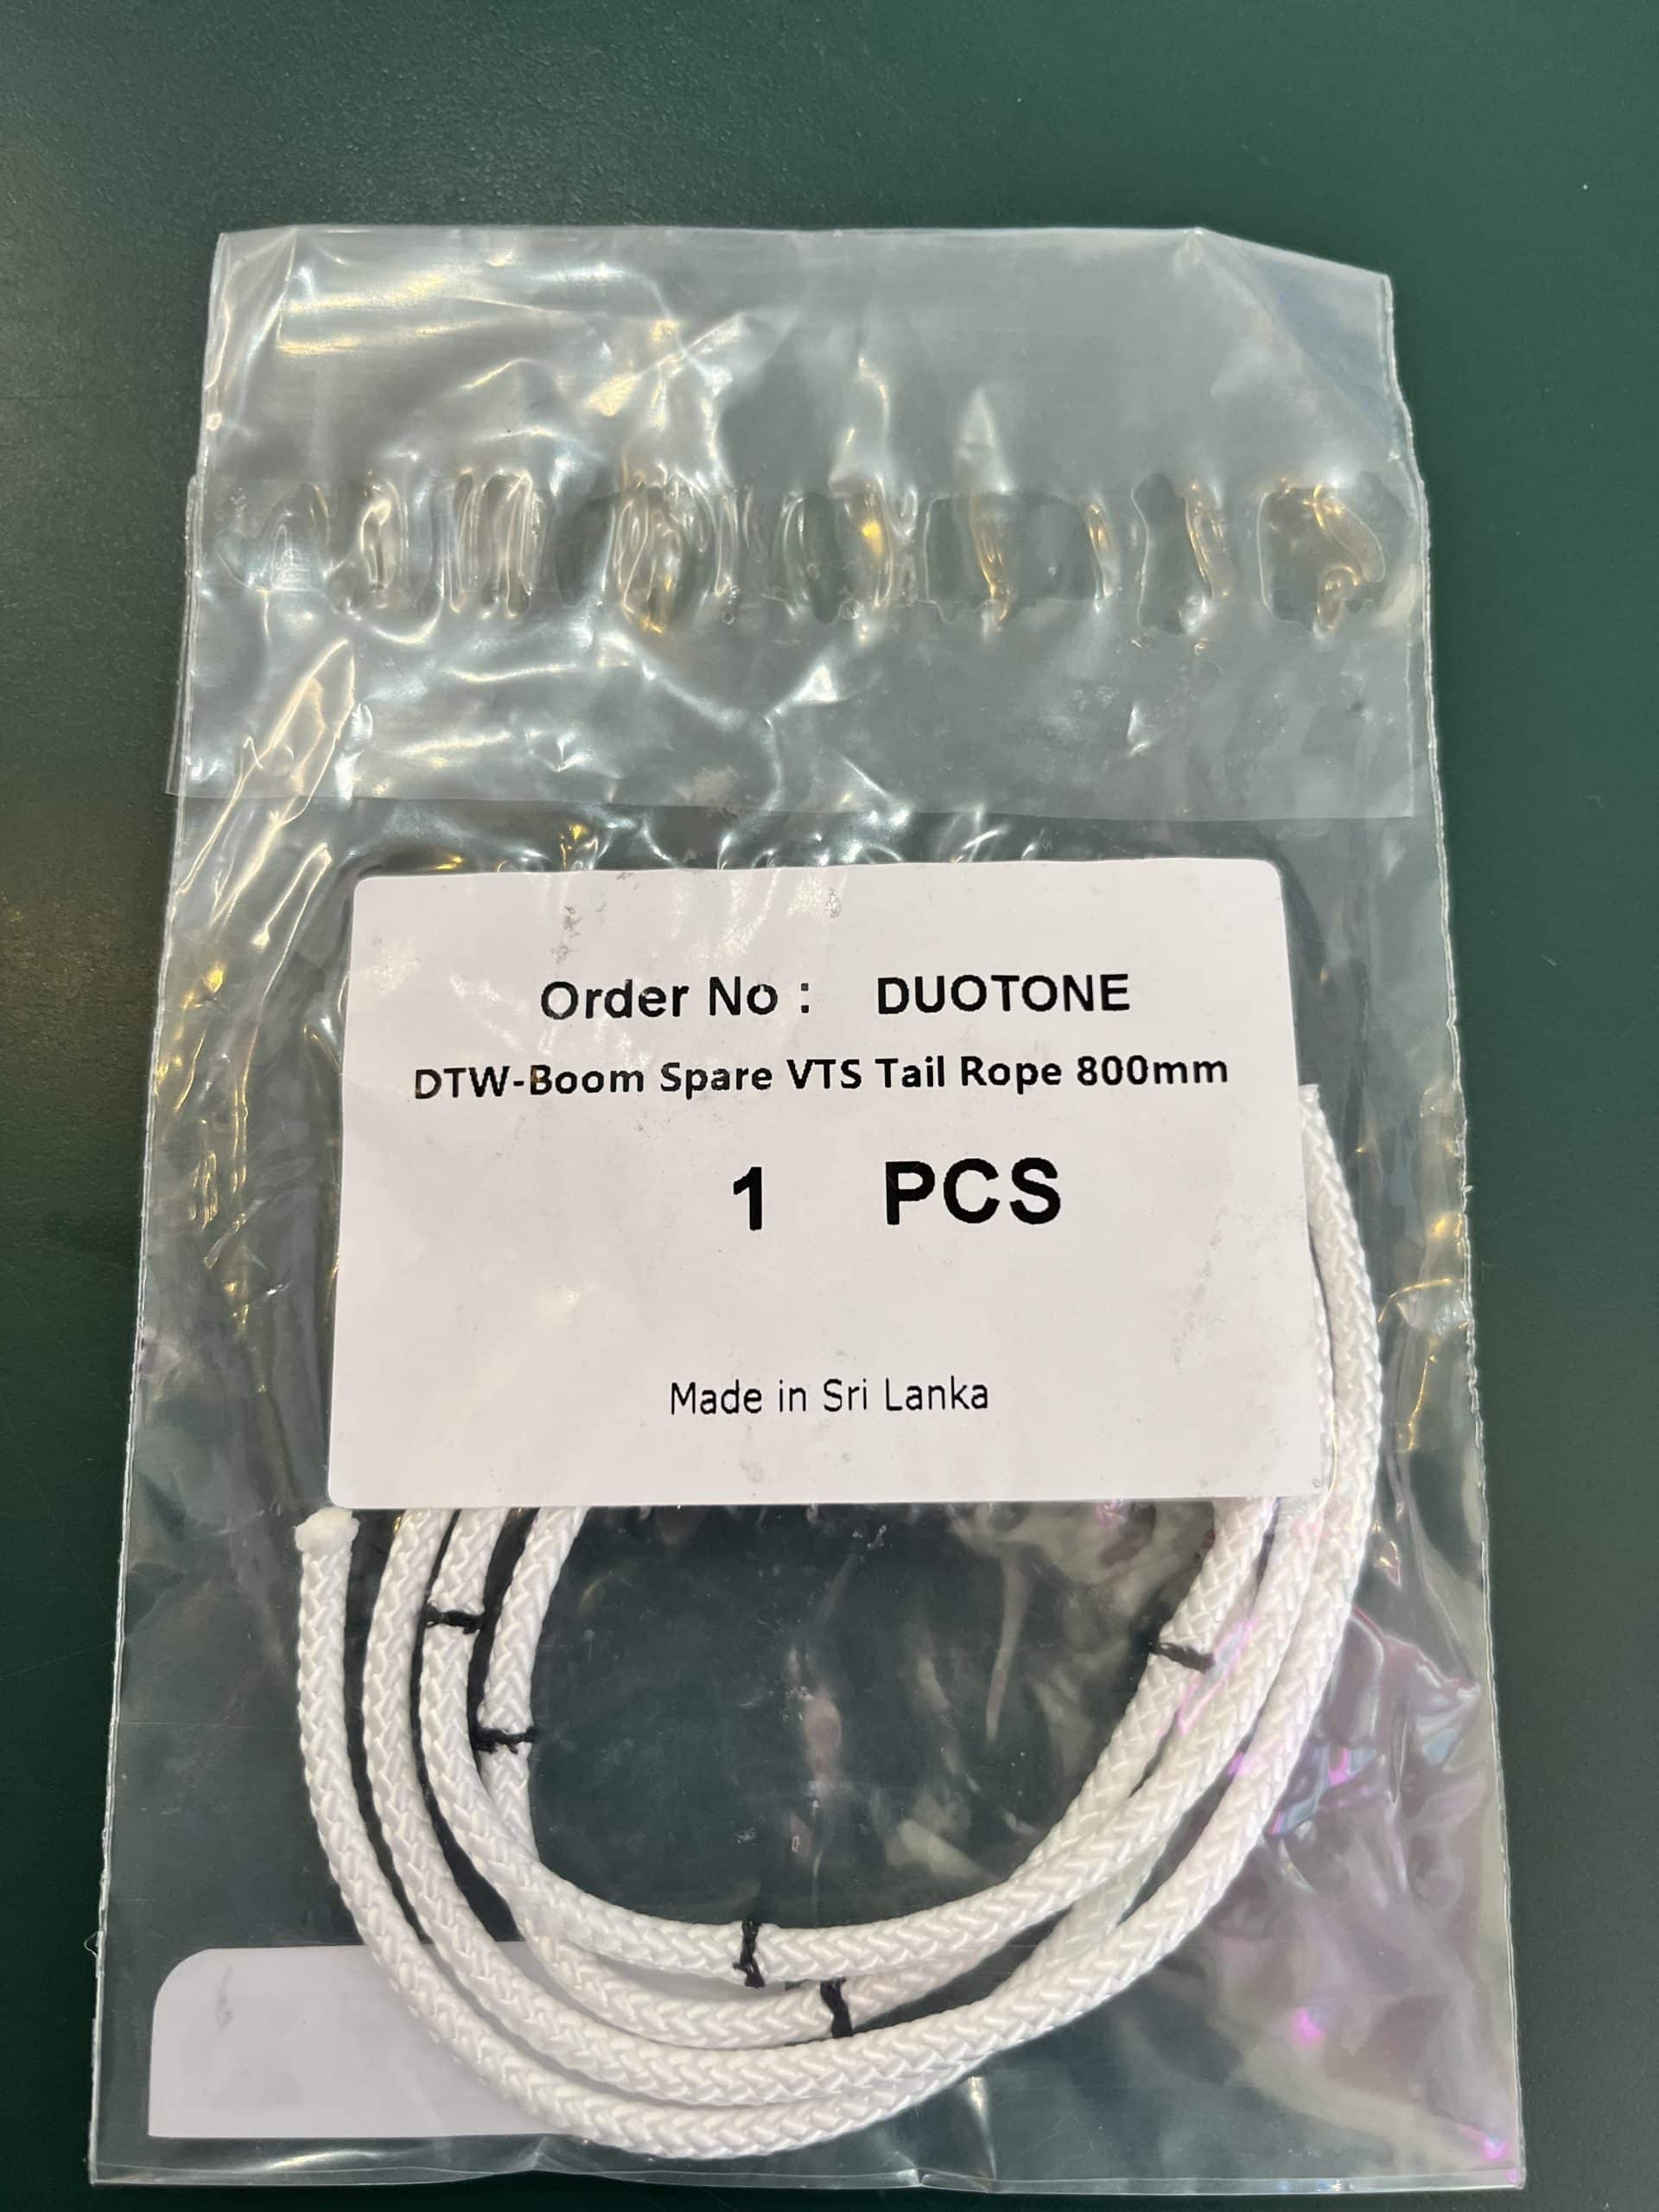 Order No : DUOTONE
DTW-Boom Spare VTS Tail Rope 800mm
1 PCS
Made in Sri Lanka